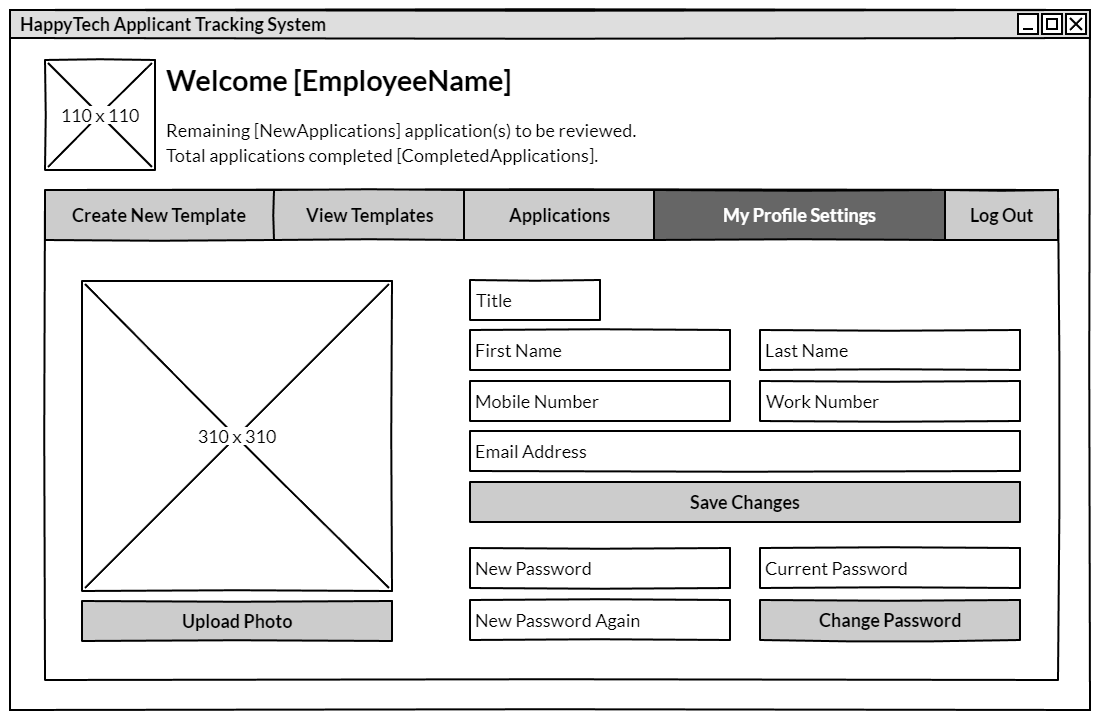 HappyTech Applicant Tracking System
110 x 110
Welcome [EmployeeName]
Remaining [NewApplications] application(s) to be reviewed.
Total applications completed [CompletedApplications].
Create New Template View Templates Applications My Profile Settings Log Out
310 x 310
Title
First Name Last Name
Mobile Number Work Number
Email Address
Save Changes
New Password Current Password
Upload Photo
New Password Again Change Password